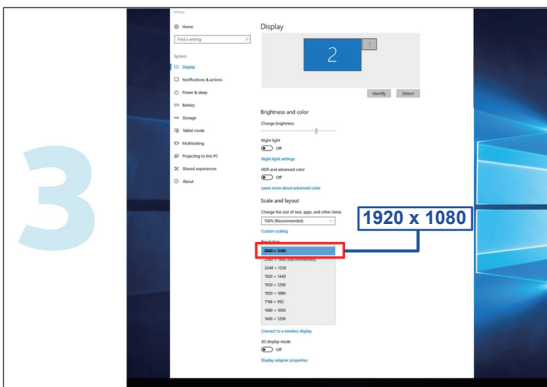 3
Settings
Home
Find a setting
System
Display
Notifications & actions
Power & sleep
Battery
Storage
Tablet mode
Multitasking
Projecting to this PC
Shared experiences
About
Display
2
1
Identify
Detect
Brightness and color
Change brightness
Night light
Off
Night light settings
HDR and advanced color
Off
Learn more about advanced color
Scale and layout
Change the size of text, apps, and other items
100% (Recommended)
Custom scaling
Resolution
1920 x 1080
2048 × 1536
1920 × 1440
1920 × 1200
1920 × 1080
1680 × 1050
1600 × 1200
Connect to a wireless display
3D display mode
Off
Display adapter properties